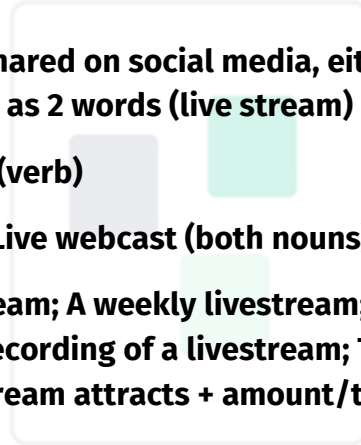 hared on social media, eit
as 2 words (live stream)
(verb)
Live webcast (both nouns
eam; A weekly livestream;
ecording of a livestream; T
ream attracts + amount/t